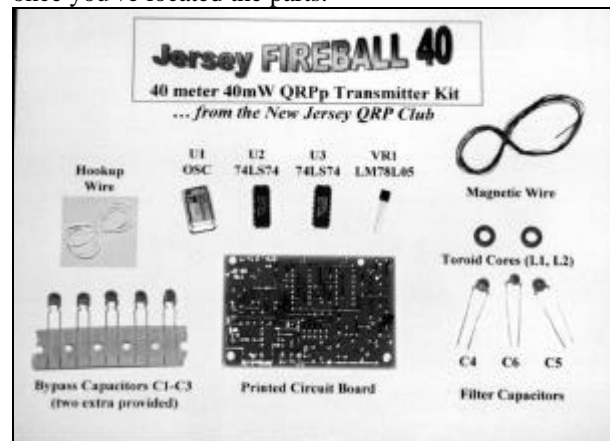 once you've located the parts.
Jersey FIREBALL 40
40 meter 40mW QRPp Transmitter Kit
... from the New Jersey QRP Club
Hookup
Wire
U1
OSC
U2
74LS74
U3
74LS74
VR1
LM78L05
Magnetic Wire
Toroid Cores (L1, L2)
C4
C6
C5
Filter Capacitors
Bypass Capacitors C1-C3
(two extra provided)
Printed Circuit Board